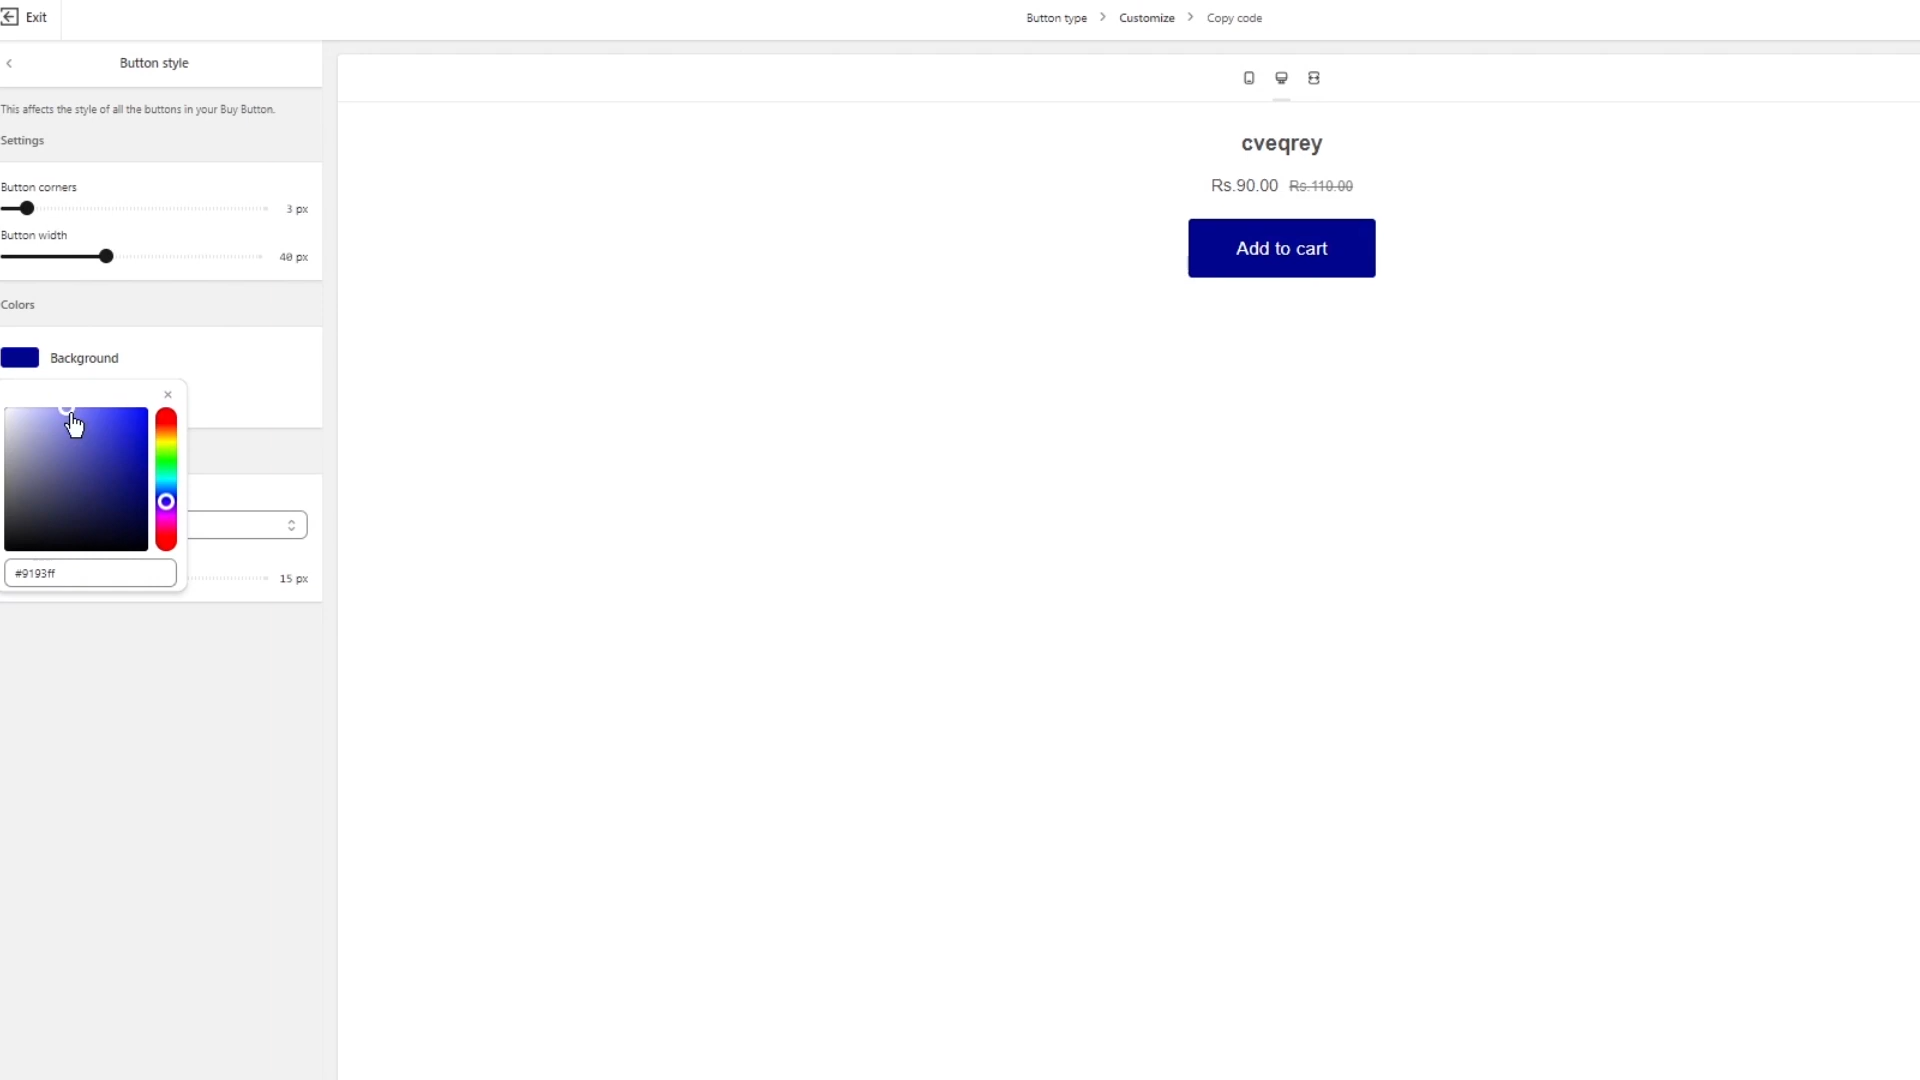 Exit
Button type > Customize > Copy code
Button style
This affects the style of all the buttons in your Buy Button.
Settings
Button corners
3 px
Button width
40 px
Colors
Background
#9193ff
15 px
cveqrey
Rs.90.00 Rs.110.00
Add to cart